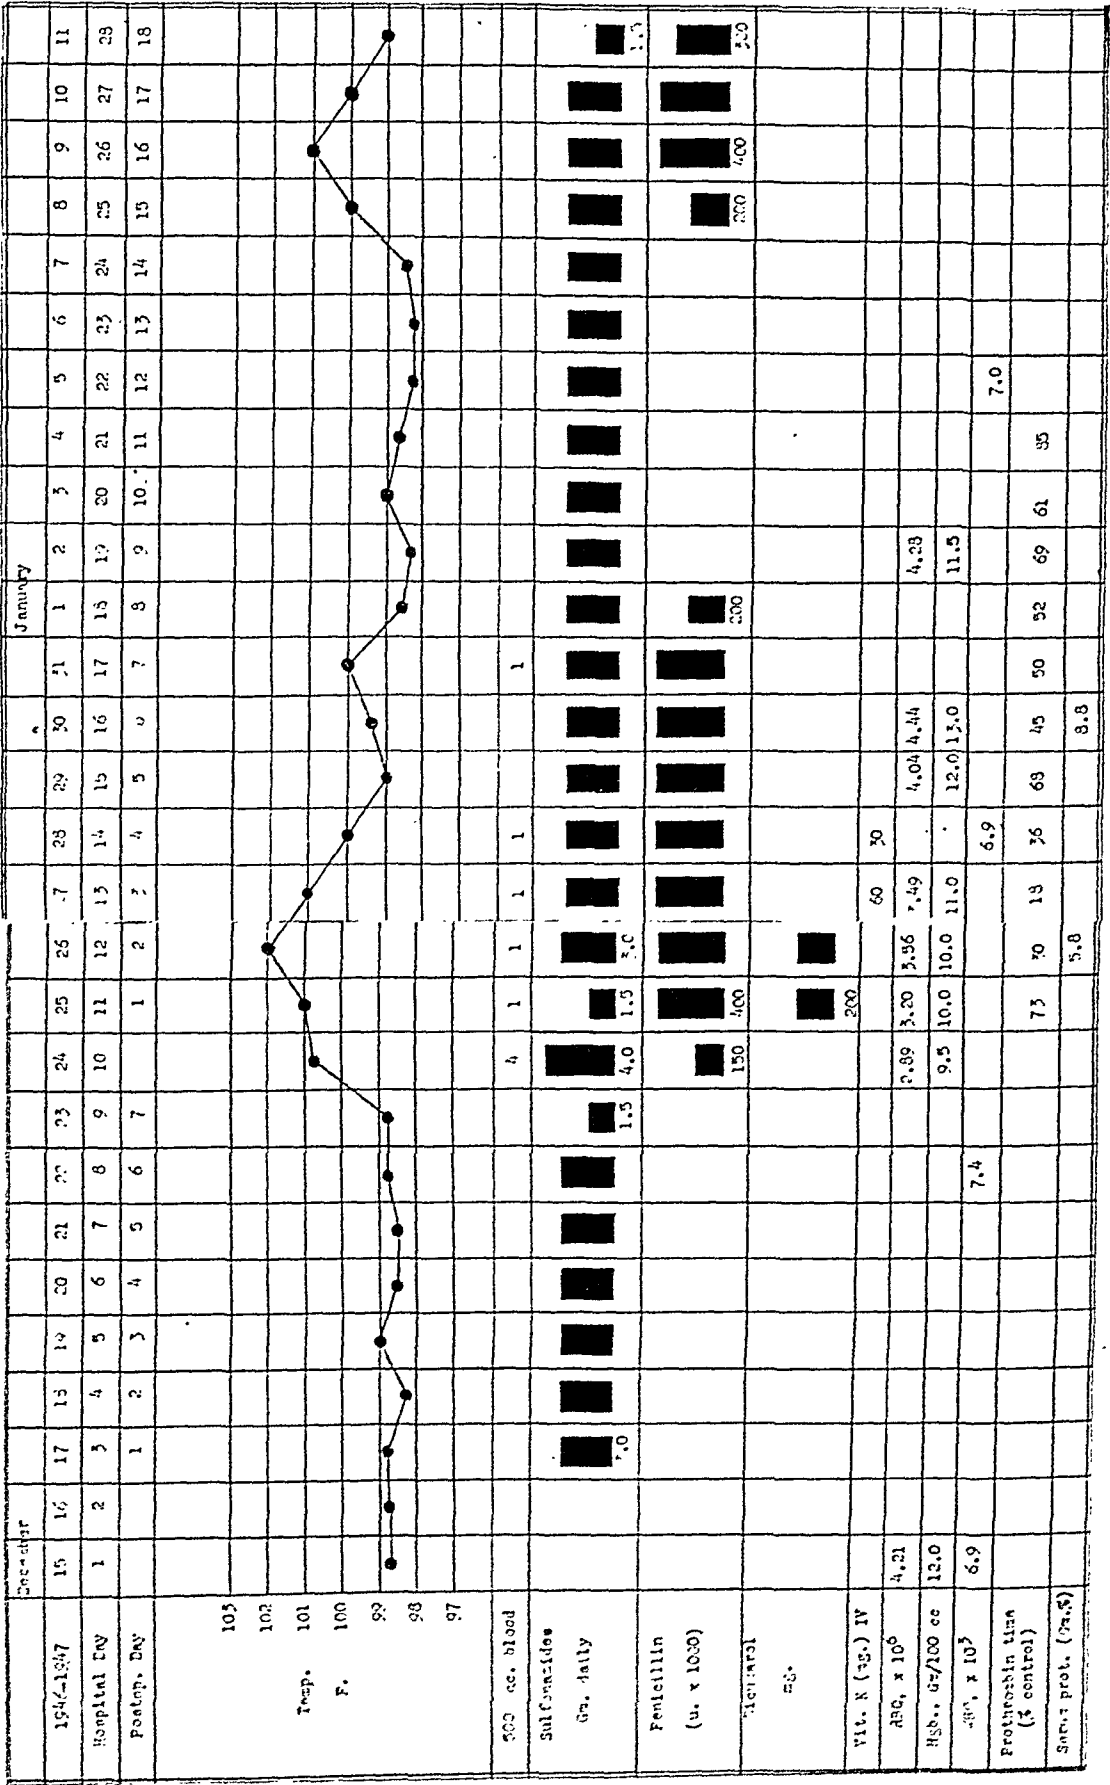 1946-1947 15 16 17 18 19 20 21 22 23 24 25 26 28 29 30 January 1 2 3 4 5 6 7 8 9 10 11
Hospital Day 1 2 3 4 5 6 7 8 9 10 11 12 13 14 15 16 17 18 19 20 21 22 23 24 25 26 27 28
Postop. Day 1 2 3 4 5 6 7 1 2 3 4 5 7 8 9 10. 11 12 13 14 15 16 17 18
Temp.
F.
103
102
101
100
99
98
97
500 cc. blood 4 1 1 1 1 1
Sulfonamides
Gm. daily
1.5 4.0 1.5 3.0 1.5
Penicillin
(u. x 1000)
150 400 200 200 400 300
Dicumarol
mg.
200
Vit. K (mg.) IV 60 30
RBC, x 10⁶ 4.21 2.89 3.20 3.56 4.04 4.44 4.28
Hgb., Gm/100 cc 12.0 9.5 10.0 10.0 11.0 12.0 13.0 11.5
WBC, x 10³ 6.9 7.4 6.9 7.0
Prothrombin time
(% control)
73 30 18 36 68 45 50 52 69 61 85
Serum prot. (Gm.%) 5.8 8.8